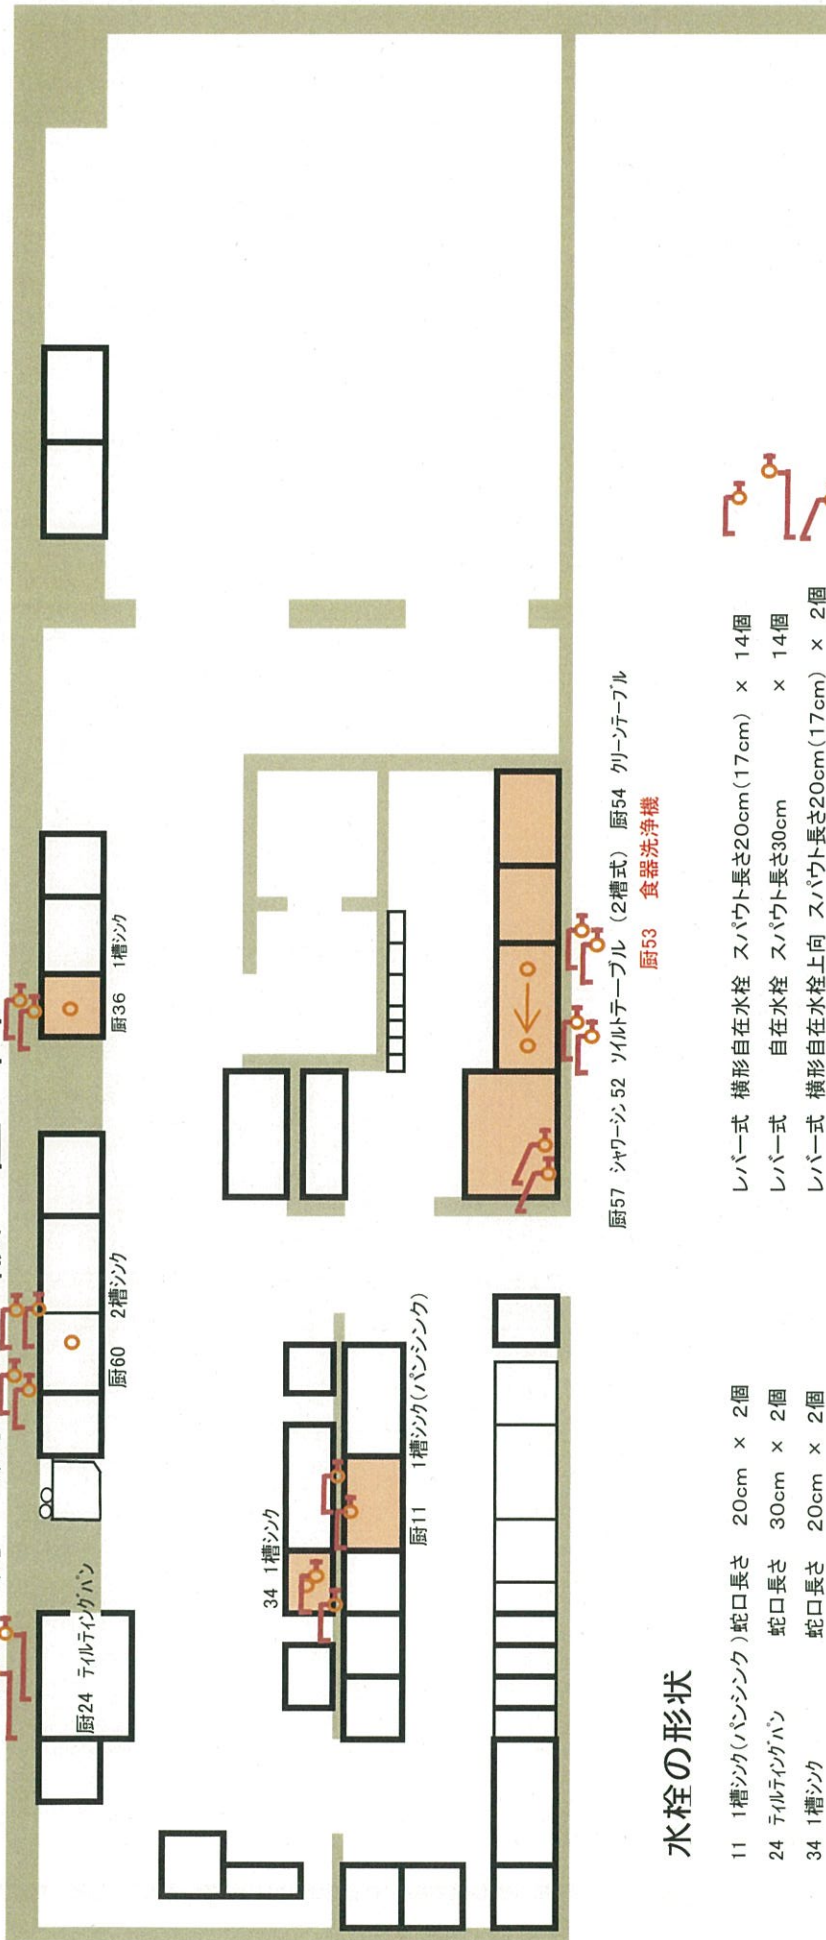 厨24 ティルティングパン
厨60 2槽シンク
厨36 1槽シンク
34 1槽シンク
厨11 1槽シンク(パンシンク)
厨57 シャワーシン 52 ソイルトテーブル (2槽式) 厨54 クリーンテーブル
厨53 食器洗浄機
水栓の形状
11 1槽シンク(パンシンク)蛇口長さ 20cm × 2個
24 ティルティングパン 蛇口長さ 30cm × 2個
34 1槽シンク 蛇口長さ 20cm × 2個
レバー式 横形自在水栓 スパウト長さ20cm(17cm) × 14個
レバー式 自在水栓 スパウト長さ30cm × 14個
レバー式 横形自在水栓上向 スパウト長さ20cm(17cm) × 2個